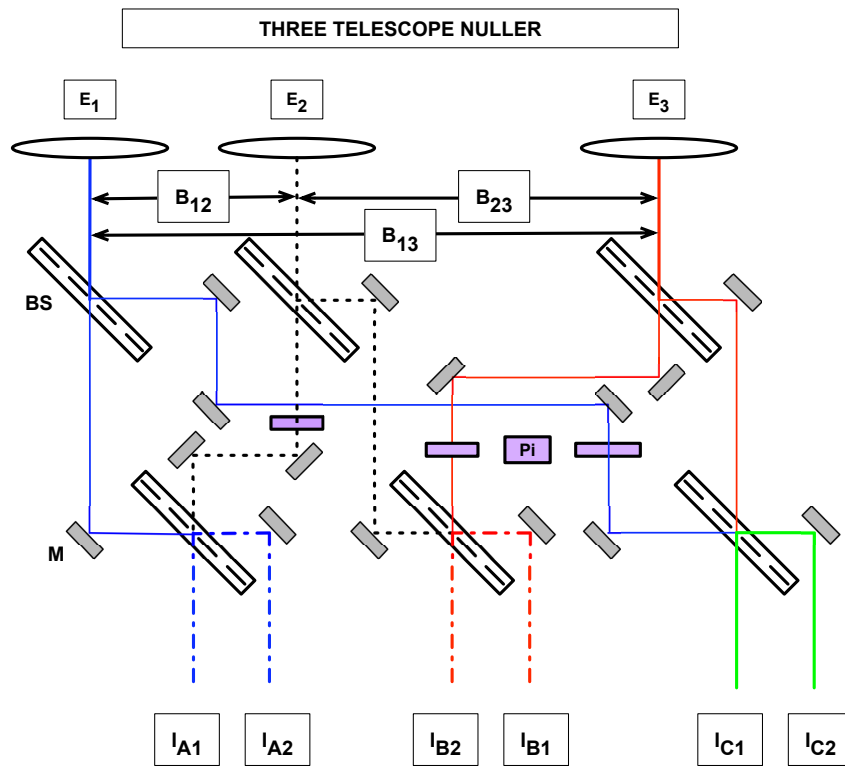 THREE TELESCOPE NULLER
E1 E2 E3
B12 B23
B13
BS
Pi
M
IA1 IA2 IB2 IB1 IC1 IC2